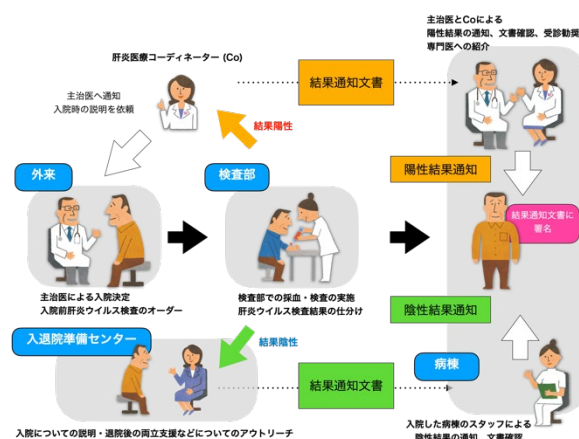 主治医とCoによる
陽性結果の通知、文書確認、受診勧奨
専門医への紹介
肝炎医療コーディネーター (Co)
結果通知文書
主治医へ通知
入院時の説明を依頼
結果陽性
外来
検査部
陽性結果通知
結果通知文書に
署名
主治医による入院決定
入院前肝炎ウイルス検査のオーダー
検査部での採血・検査の実施
肝炎ウイルス検査結果の仕分け
陰性結果通知
入退院準備センター
結果陰性
結果通知文書
病棟
入院についての説明・退院後の両立支援などについてのアウトリーチ
入院した病棟のスタッフによる
陰性結果の通知、文書確認